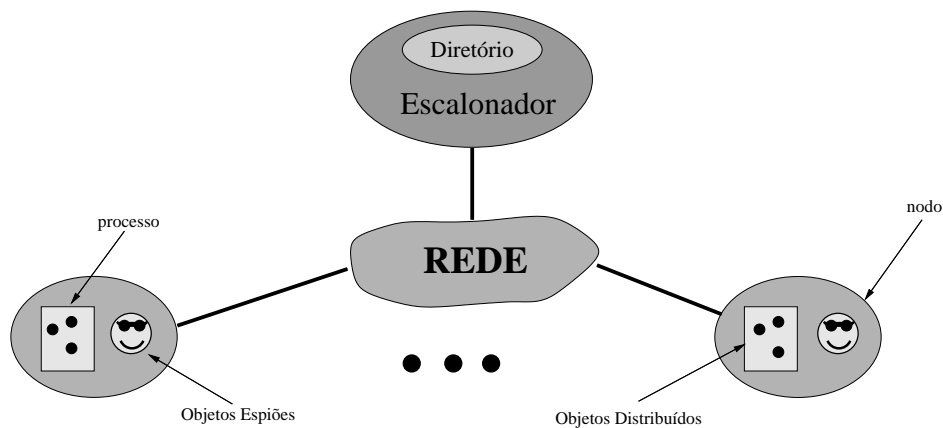 Diretório
Escalonador
processo
nodo
REDE
Objetos Espiões
Objetos Distribuídos